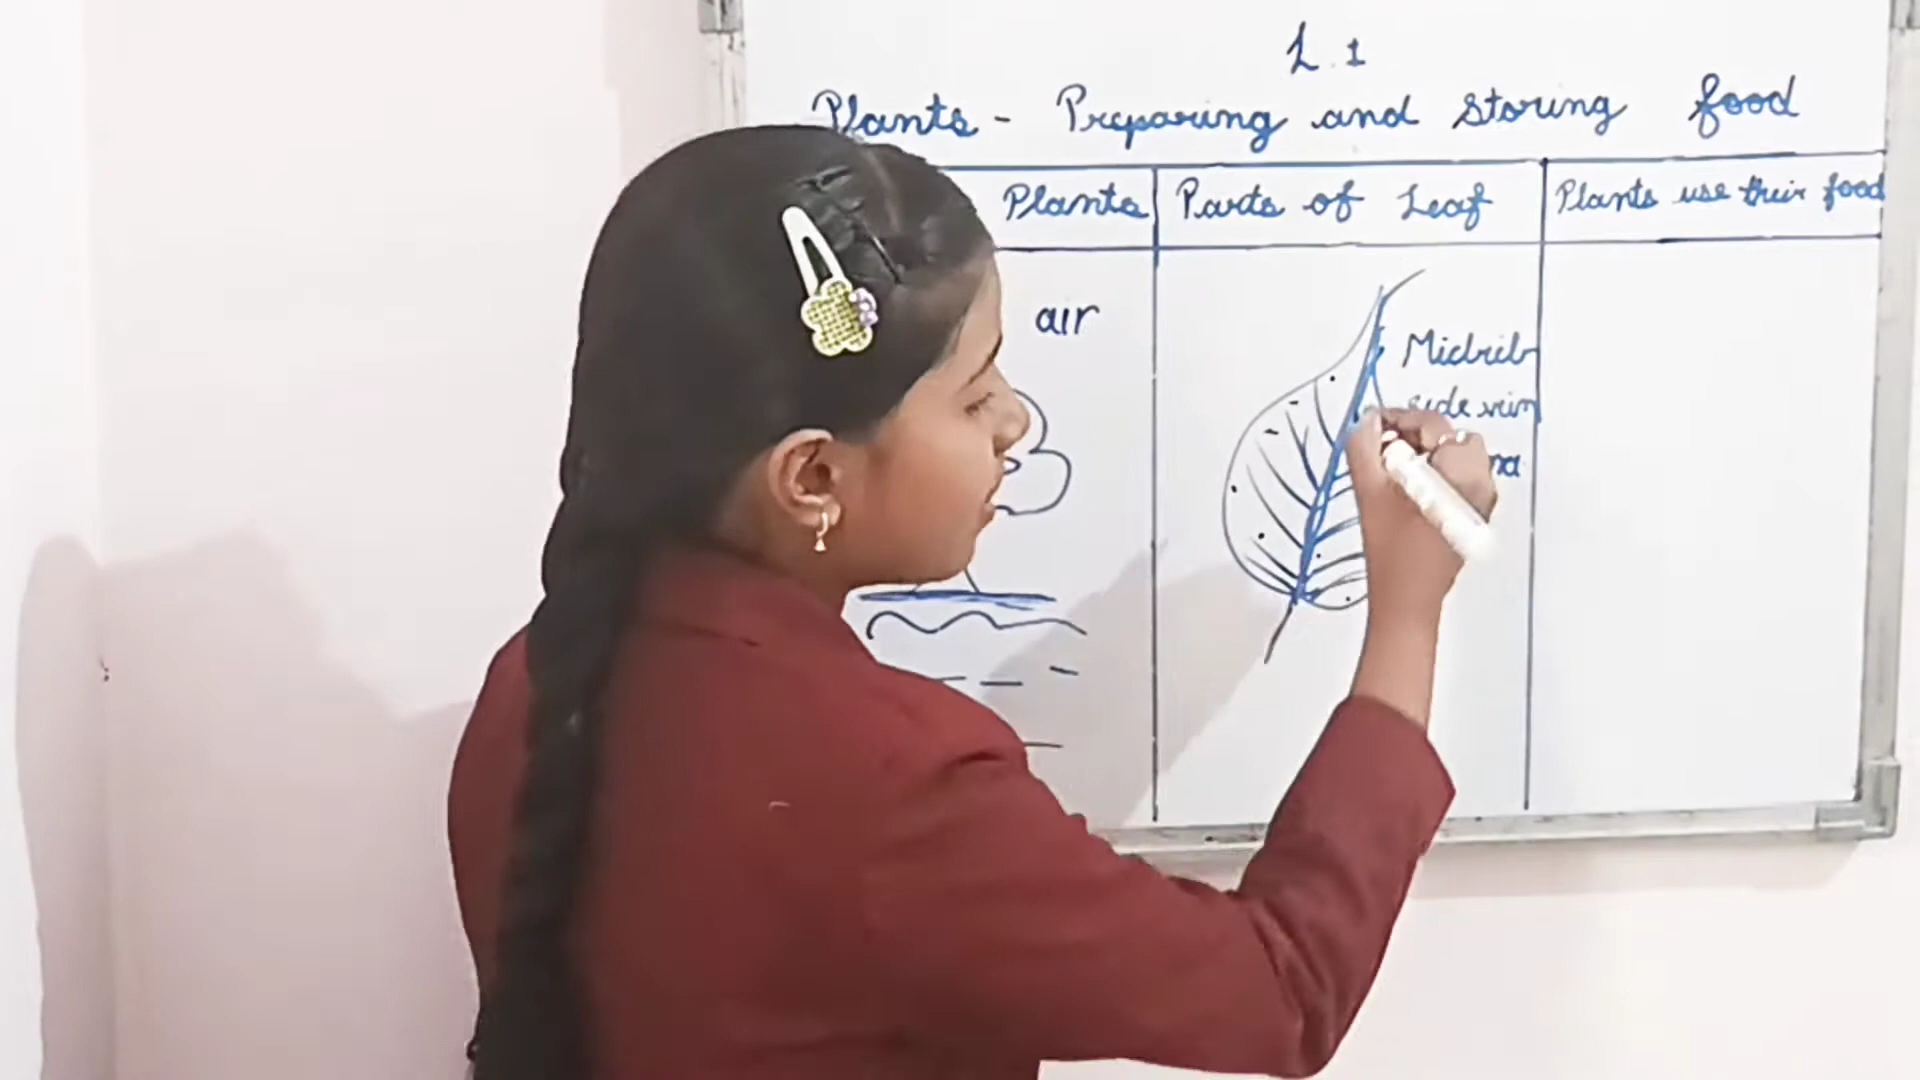 L. 1
Plants - Preparing and Storing food
Plants
Parts of Leaf
Plants use their food
air
Midrib
side vein